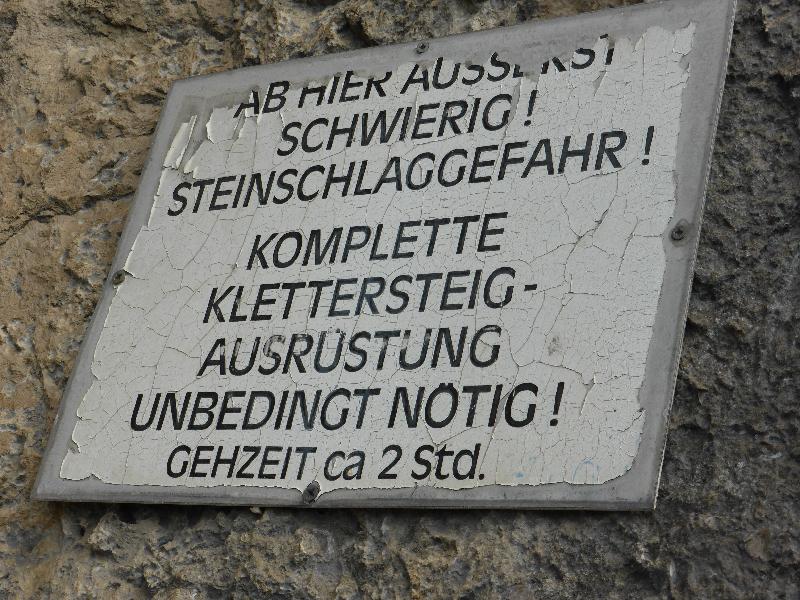 AB HIER ÄUSSERST
SCHWIERIG!
STEINSCHLAGGEFAHR!
KOMPLETTE
KLETTERSTEIG-
AUSRÜSTUNG
UNBEDINGT NÖTIG!
GEHZEIT ca 2 Std.